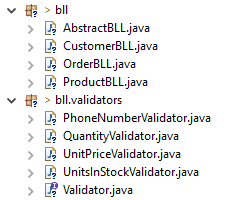 > bll
AbstractBLL.java
CustomerBLL.java
OrderBLL.java
ProductBLL.java
> bll.validators
PhoneNumberValidator.java
QuantityValidator.java
UnitPriceValidator.java
UnitsInStockValidator.java
Validator.java